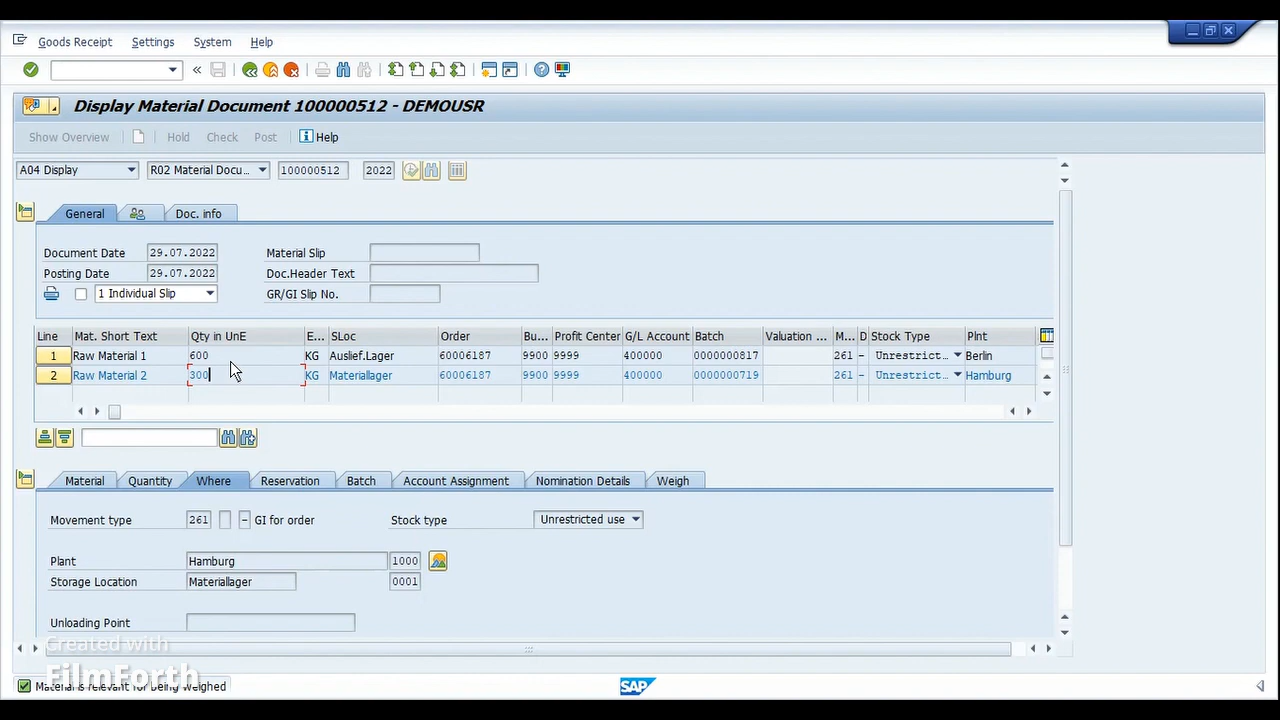 Goods Receipt Settings System Help
Display Material Document 100000512 - DEMOUSR
Show Overview Hold Check Post Help
A04 Display R02 Material Docu... 100000512 2022
General Doc. info
Document Date 29.07.2022 Material Slip
Posting Date 29.07.2022 Doc.Header Text
1 Individual Slip GR/GI Slip No.
Line Mat. Short Text Qty in UnE E... SLoc Order Bu... Profit Center G/L Account Batch Valuation ... M... D Stock Type Plnt
1 Raw Material 1 600 KG Auslief.Lager 60006187 9900 9999 400000 0000000817 261 - Unrestrict... Berlin
2 Raw Material 2 300 KG Materiallager 60006187 9900 9999 400000 0000000719 261 - Unrestrict... Hamburg
Material Quantity Where Reservation Batch Account Assignment Nomination Details Weigh
Movement type 261 - GI for order Stock type Unrestricted use
Plant Hamburg 1000
Storage Location Materiallager 0001
Unloading Point
Created with
FilmForth
Material is relevant for being weighed SAP